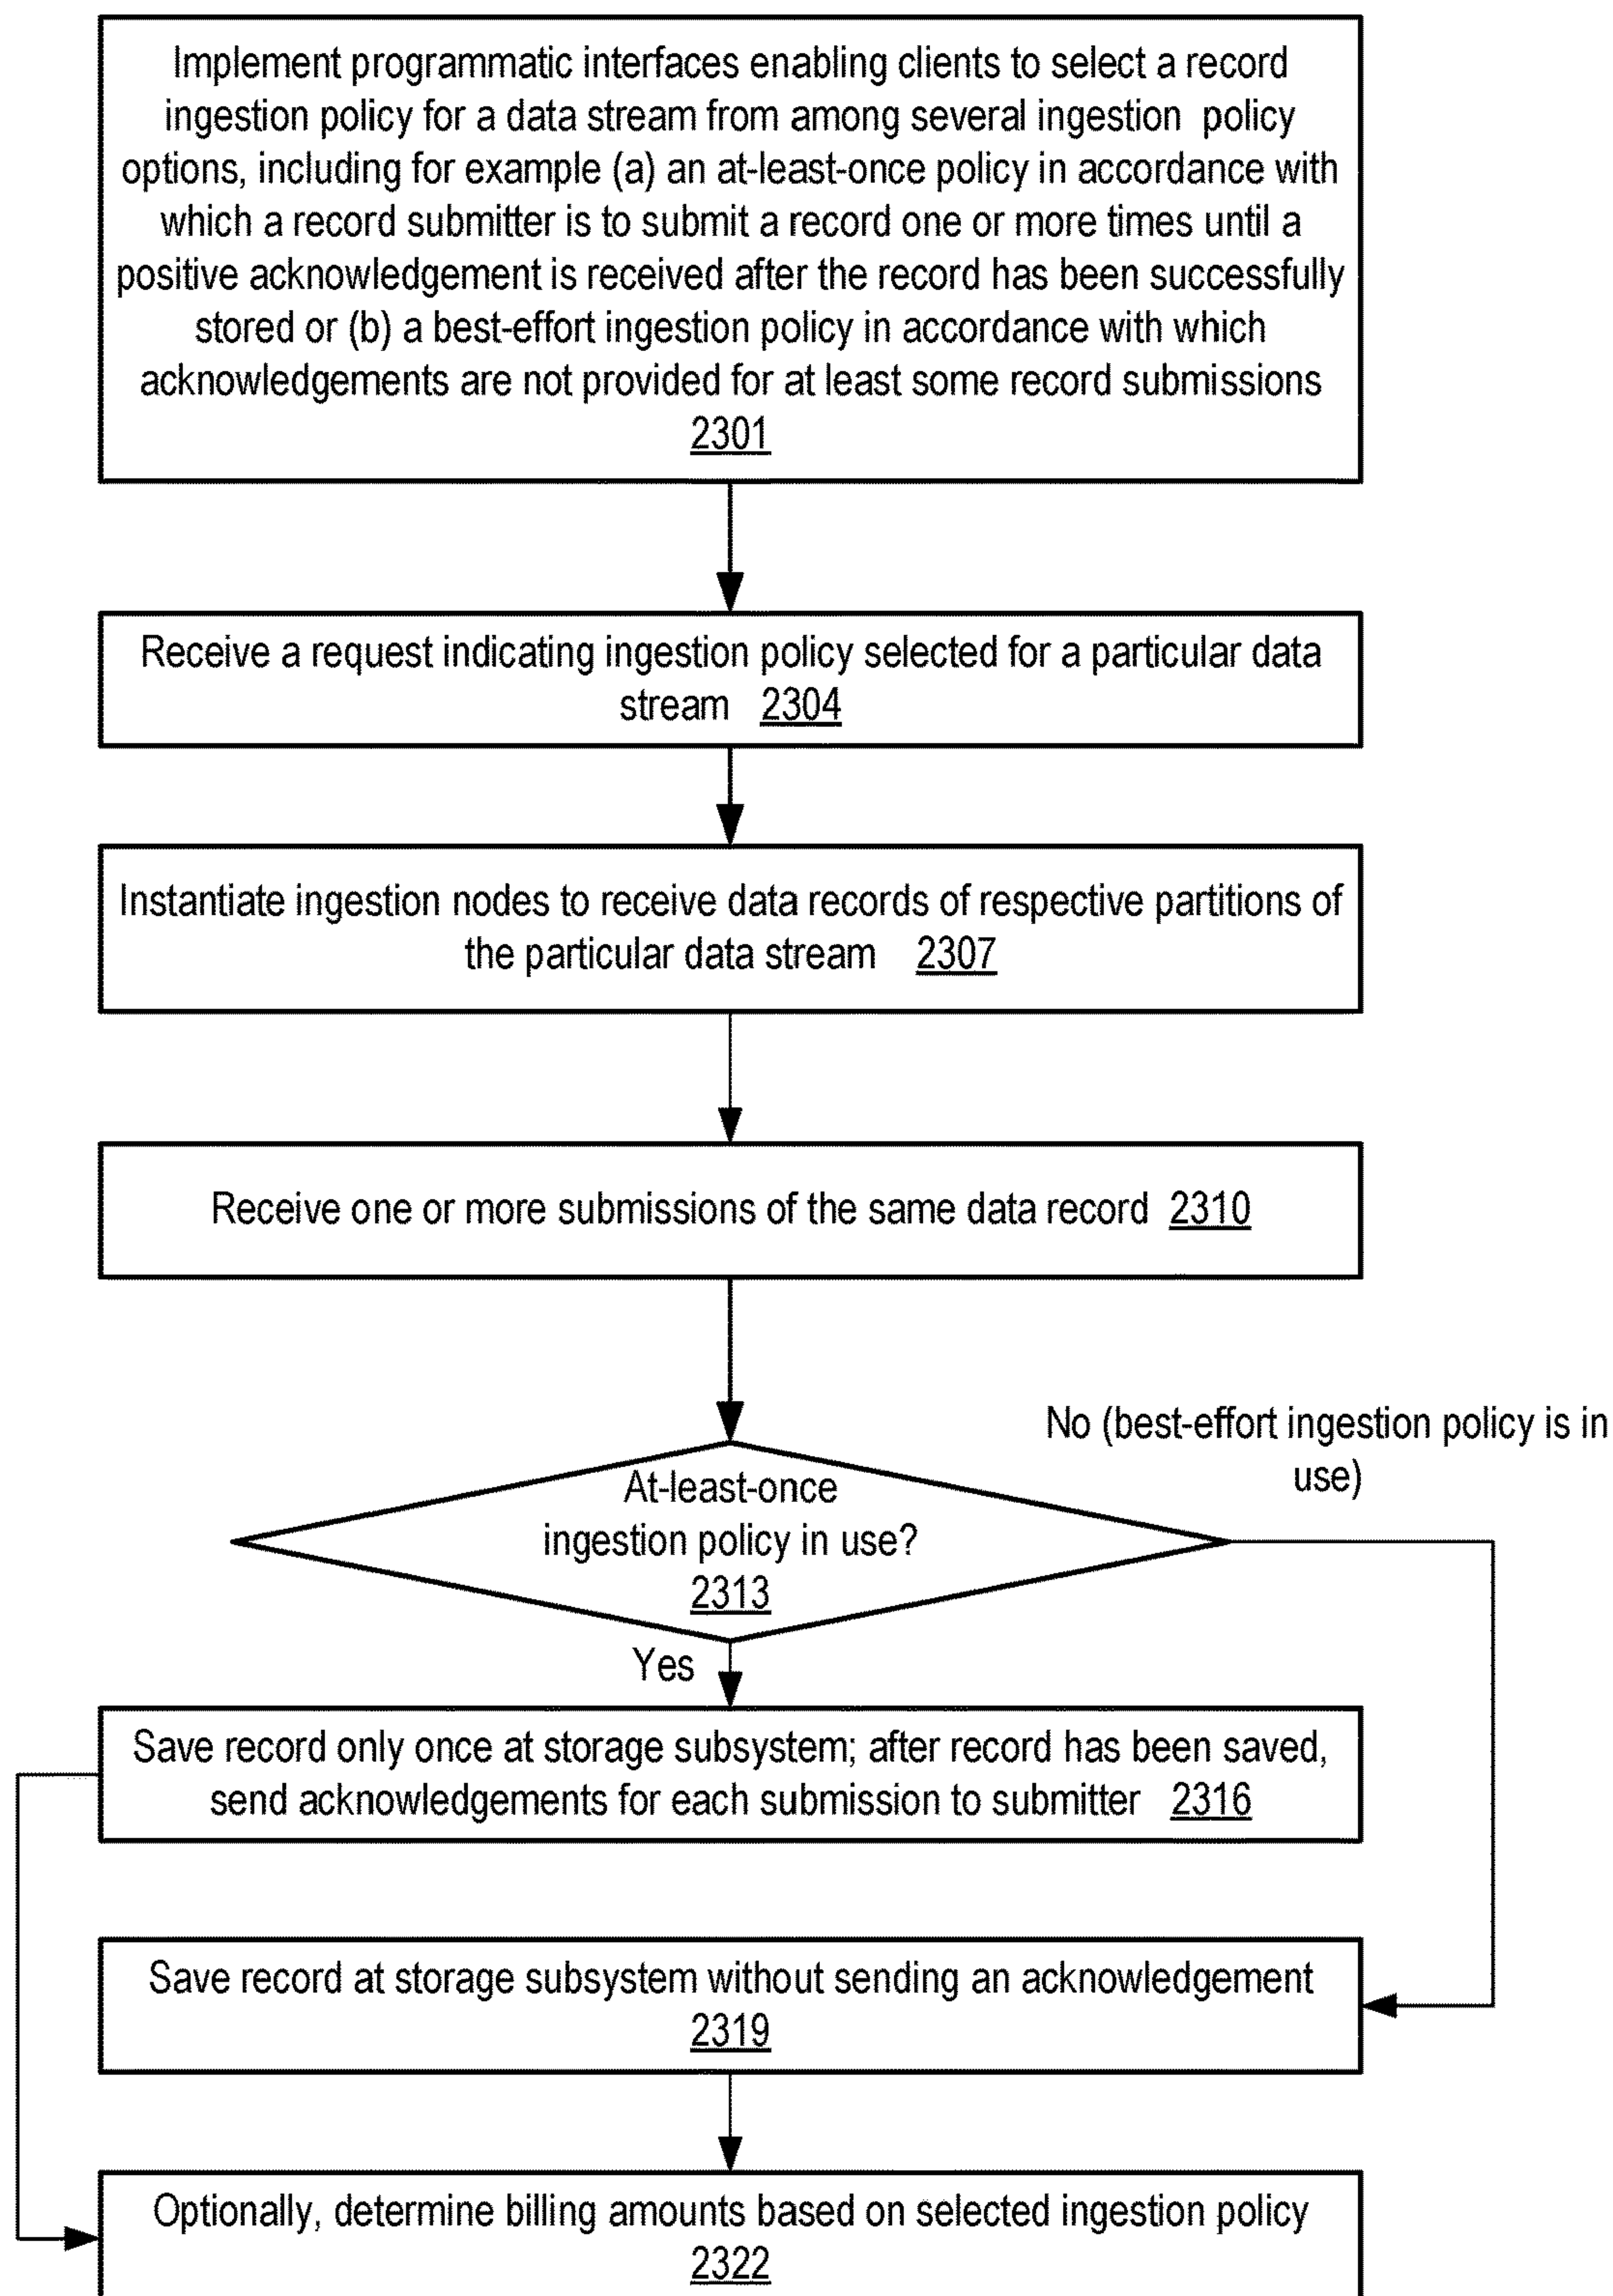 Implement programmatic interfaces enabling clients to select a record
ingestion policy for a data stream from among several ingestion policy
options, including for example (a) an at-least-once policy in accordance with
which a record submitter is to submit a record one or more times until a
positive acknowledgement is received after the record has been successfully
stored or (b) a best-effort ingestion policy in accordance with which
acknowledgements are not provided for at least some record submissions
2301
Receive a request indicating ingestion policy selected for a particular data
stream 2304
Instantiate ingestion nodes to receive data records of respective partitions of
the particular data stream 2307
Receive one or more submissions of the same data record 2310
No (best-effort ingestion policy is in
use)
At-least-once
ingestion policy in use?
2313
Yes
Save record only once at storage subsystem; after record has been saved,
send acknowledgements for each submission to submitter 2316
Save record at storage subsystem without sending an acknowledgement
2319
Optionally, determine billing amounts based on selected ingestion policy
2322